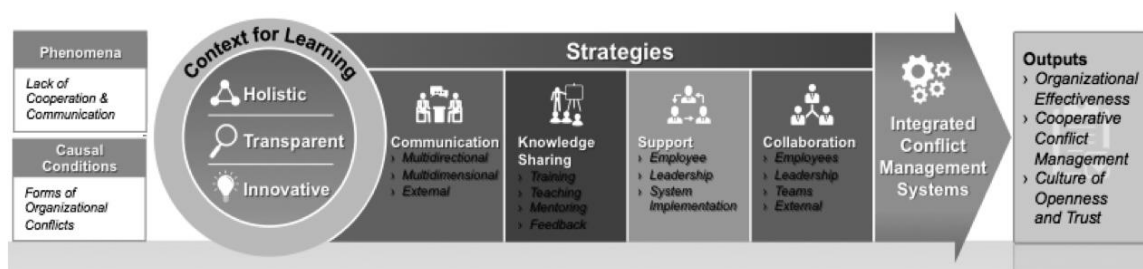 Phenomena
Lack of
Cooperation &
Communication
Causal
Conditions
Forms of
Organizational
Conflicts
Context for Learning
Holistic
Transparent
Innovative
Strategies
Communication
› Multidirectional
› Multidimensional
› External
Knowledge
Sharing
› Training
› Teaching
› Mentoring
› Feedback
Support
› Employee
› Leadership
› System
Implementation
Collaboration
› Employees
› Leadership
› Teams
› External
Integrated
Conflict
Management
Systems
Outputs
› Organizational
Effectiveness
› Cooperative
Conflict
Management
› Culture of
Openness
and Trust